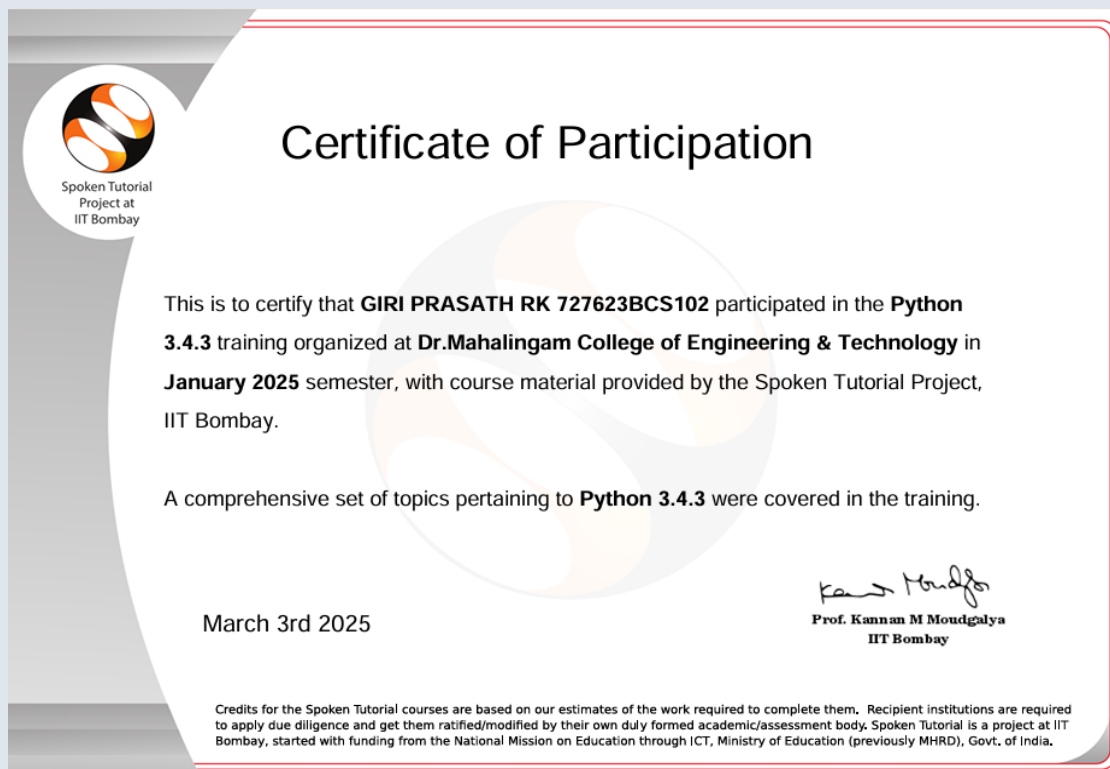 Spoken Tutorial
Project at
IIT Bombay
Certificate of Participation
This is to certify that GIRI PRASATH RK 727623BCS102 participated in the Python
3.4.3 training organized at Dr.Mahalingam College of Engineering & Technology in
January 2025 semester, with course material provided by the Spoken Tutorial Project,
IIT Bombay.
A comprehensive set of topics pertaining to Python 3.4.3 were covered in the training.
March 3rd 2025
Prof. Kannan M Moudgalya
IIT Bombay
Credits for the Spoken Tutorial courses are based on our estimates of the work required to complete them. Recipient institutions are required
to apply due diligence and get them ratified/modified by their own duly formed academic/assessment body. Spoken Tutorial is a project at IIT
Bombay, started with funding from the National Mission on Education through ICT, Ministry of Education (previously MHRD), Govt. of India.